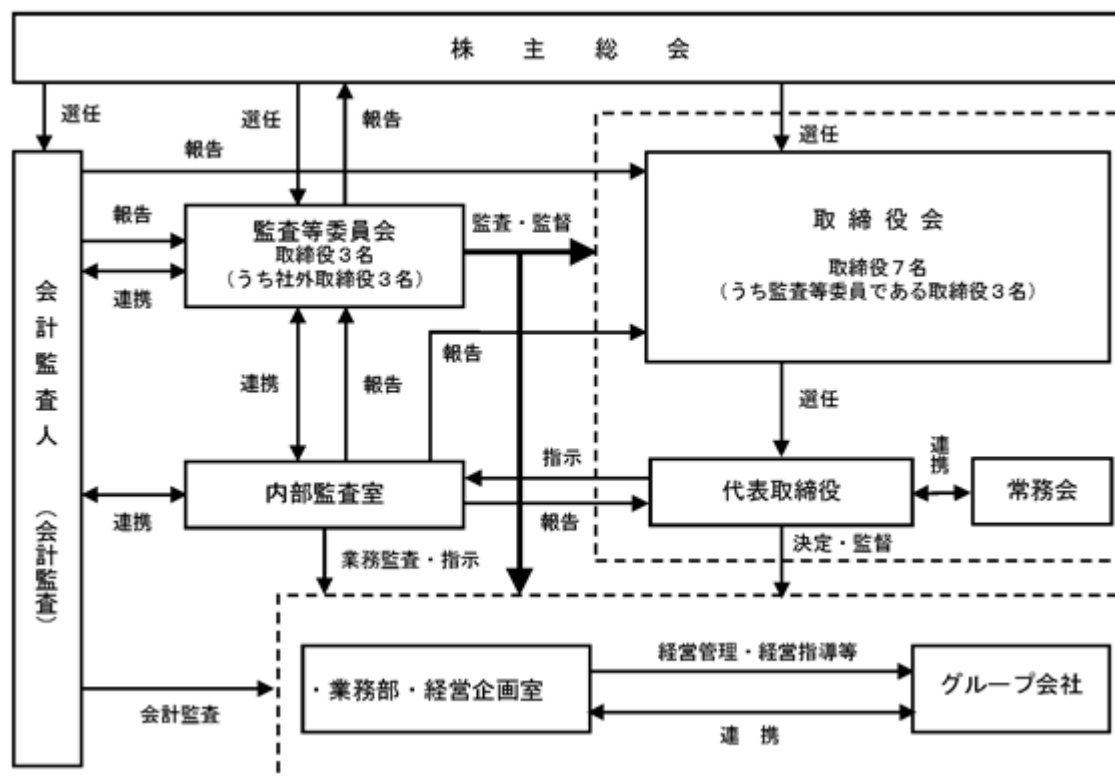 株主総会
選任
選任
報告
選任
報告
報告
連携
監査等委員会
取締役３名
（うち社外取締役３名）
監査・監督
取締役会
取締役７名
（うち監査等委員である取締役３名）
会計監査人（会計監査）
連携
報告
報告
選任
指示
連携
内部監査室
代表取締役
常務会
連携
報告
業務監査・指示
決定・監督
経営管理・経営指導等
・業務部・経営企画室
グループ会社
会計監査
連携